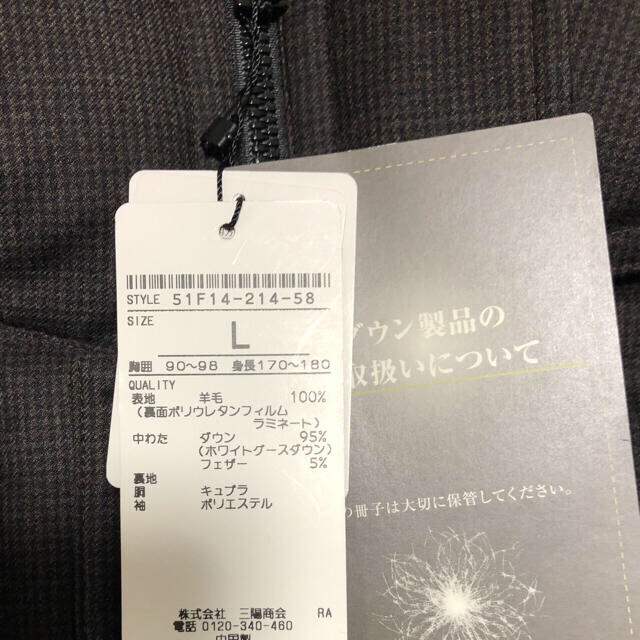 STYLE 51F14-214-58
SIZE
L
胸囲 90～98 身長170～180
QUALITY
表地 羊毛 100%
(裏面ポリウレタンフィルム
ラミネート)
中わた ダウン 95%
(ホワイトグースダウン)
フェザー 5%
裏地
胴 キュプラ
袖 ポリエステル
株式会社 三陽商会 RA
電話 0120-340-460
中国製
ダウン製品の
取扱いについて
の冊子は大切に保管してください。